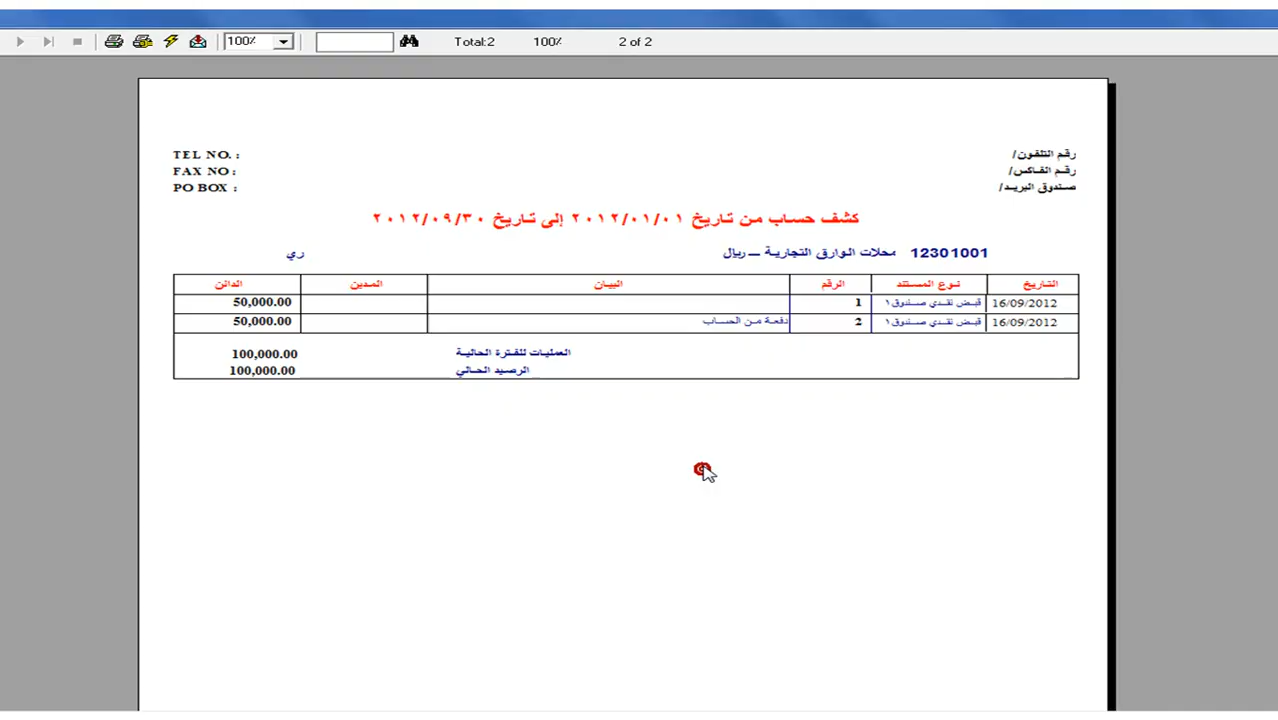 100% Total:2 100% 2 of 2
TEL NO. : رقم التلفون/
FAX NO : رقم الفاكس/
PO BOX : صندوق البريد/
كشف حساب من تاريخ ٢٠١٢/٠١/٠١ إلى تاريخ ٢٠١٢/٠٩/٣٠
12301001 محلات الوارق التجارية ـــ ريال ري
التاريخ نوع المستند الرقم البيان المدين الدائن
16/09/2012 قبض نقدي صندوق١ 1 50,000.00
16/09/2012 قبض نقدي صندوق١ 2 دفعة من الحساب 50,000.00
العمليات للفترة الحالية 100,000.00
الرصيد الحالي 100,000.00